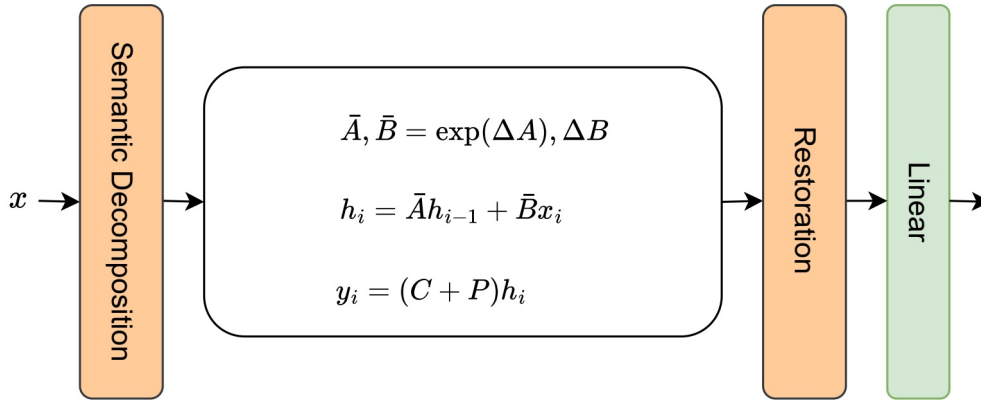 x
Semantic Decomposition
Ā, B̄ = exp(ΔA), ΔB
hᵢ = Āhᵢ₋₁ + B̄xᵢ
yᵢ = (C + P)hᵢ
Restoration
Linear